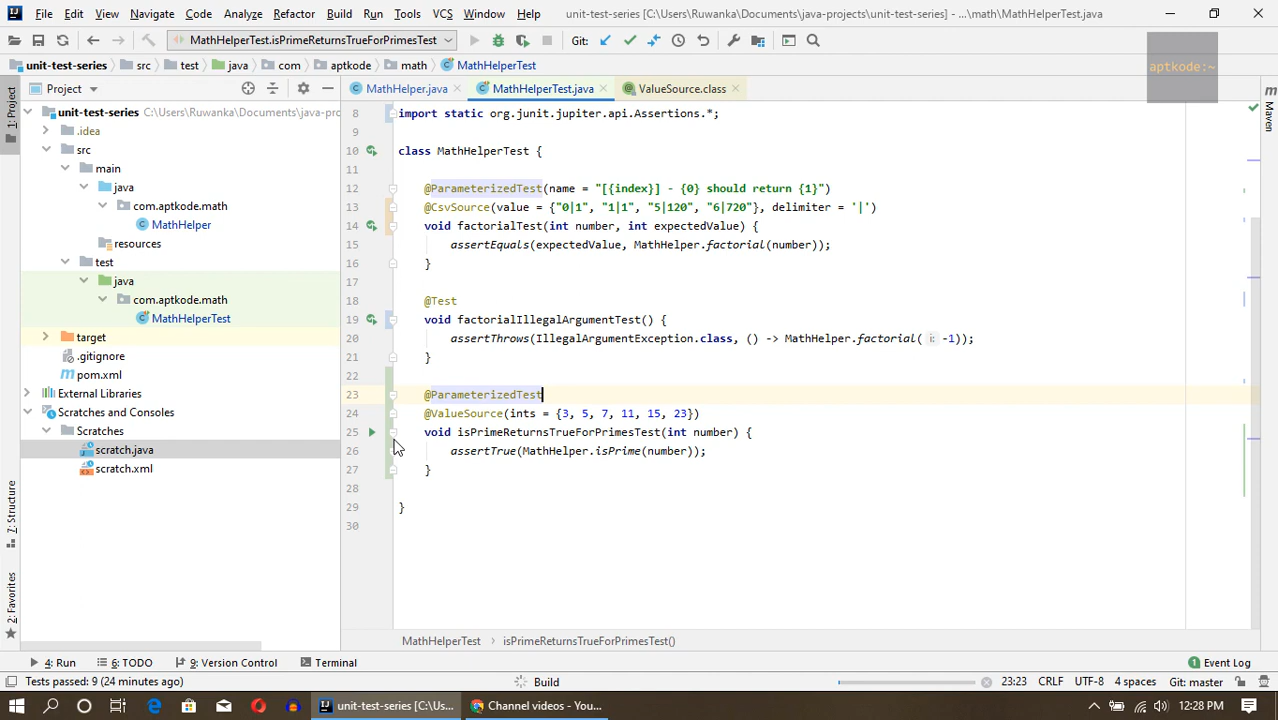 File Edit View Navigate Code Analyze Refactor Build Run Tools VCS Window Help unit-test-series [C:\Users\Ruwanka\Documents\java-projects\unit-test-series] - ...\math\MathHelperTest.java
MathHelperTest.isPrimeReturnsTrueForPrimesTest Git:
unit-test-series src test java com aptkode math MathHelperTest
aptkode:~
Project MathHelper.java MathHelperTest.java ValueSource.class
1: Project
7: Structure
2: Favorites
Maven
unit-test-series C:\Users\Ruwanka\Documents\java-pro
.idea
src
main
java
com.aptkode.math
MathHelper
resources
test
java
com.aptkode.math
MathHelperTest
target
.gitignore
pom.xml
External Libraries
Scratches and Consoles
Scratches
scratch.java
scratch.xml
8 import static org.junit.jupiter.api.Assertions.*;
9
10 class MathHelperTest {
11
12 @ParameterizedTest(name = "[{index}] - {0} should return {1}")
13 @CsvSource(value = {"0|1", "1|1", "5|120", "6|720"}, delimiter = '|')
14 void factorialTest(int number, int expectedValue) {
15 assertEquals(expectedValue, MathHelper.factorial(number));
16 }
17
18 @Test
19 void factorialIllegalArgumentTest() {
20 assertThrows(IllegalArgumentException.class, () -> MathHelper.factorial( i: -1));
21 }
22
23 @ParameterizedTest
24 @ValueSource(ints = {3, 5, 7, 11, 15, 23})
25 void isPrimeReturnsTrueForPrimesTest(int number) {
26 assertTrue(MathHelper.isPrime(number));
27 }
28
29 }
30
MathHelperTest › isPrimeReturnsTrueForPrimesTest()
4: Run 6: TODO 9: Version Control Terminal Event Log
Tests passed: 9 (24 minutes ago) Build 23:23 CRLF UTF-8 4 spaces Git: master
unit-test-series [C:\Us... Channel videos - You... 12:28 PM